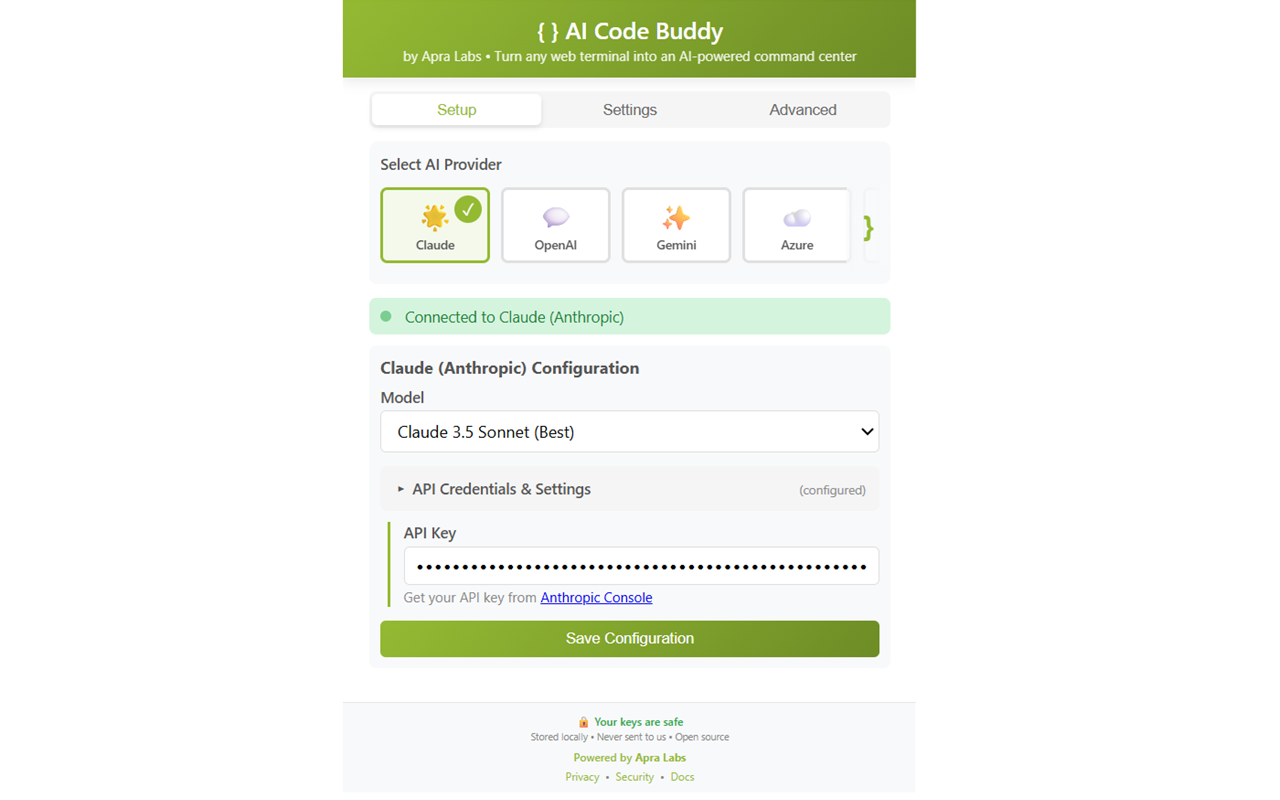 { } AI Code Buddy
by Apra Labs • Turn any web terminal into an AI-powered command center
Setup Settings Advanced
Select AI Provider
Claude OpenAI Gemini Azure
}
Connected to Claude (Anthropic)
Claude (Anthropic) Configuration
Model
Claude 3.5 Sonnet (Best)
API Credentials & Settings (configured)
API Key
Get your API key from Anthropic Console
Save Configuration
Your keys are safe
Stored locally • Never sent to us • Open source
Powered by Apra Labs
Privacy • Security • Docs